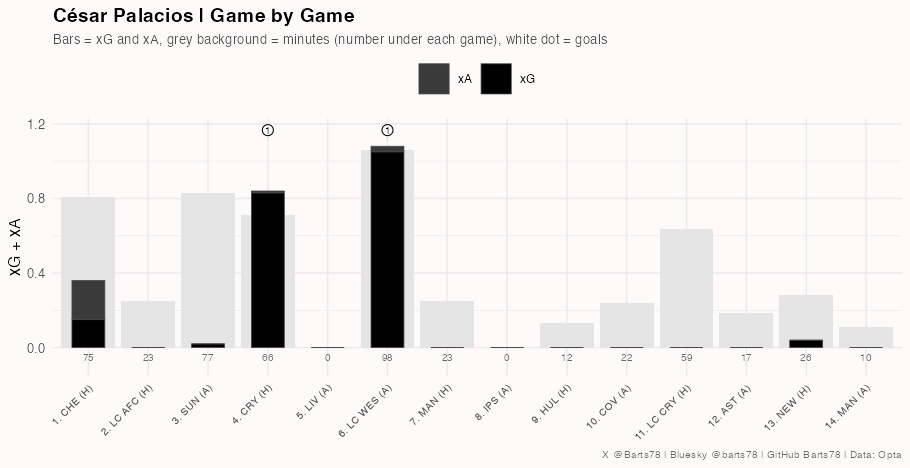 César Palacios | Game by Game
Bars = xG and xA, grey background = minutes (number under each game), white dot = goals
xA xG
xG + xA
1.2
0.8
0.4
0.0
1 1
75 23 77 66 0 98 23 0 12 22 59 17 26 10
1. CHE (H)
2. LC AFC (H)
3. SUN (A)
4. CRY (H)
5. LIV (A)
6. LC WES (A)
7. MAN (H)
8. IPS (A)
9. HUL (H)
10. COV (A)
11. LC CRY (H)
12. AST (A)
13. NEW (H)
14. MAN (A)
X @Barts78 | Bluesky @barts78 | GitHub Barts78 | Data: Opta